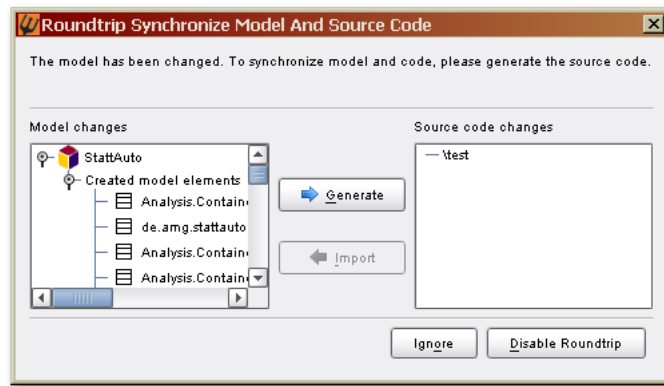 Roundtrip Synchronize Model And Source Code
The model has been changed. To synchronize model and code, please generate the source code.
Model changes
StattAuto
Created model elements
Analysis.Contain
de.amg.stattauto
Analysis.Contain
Analysis.Contain
Generate
Import
Source code changes
\test
Ignore
Disable Roundtrip